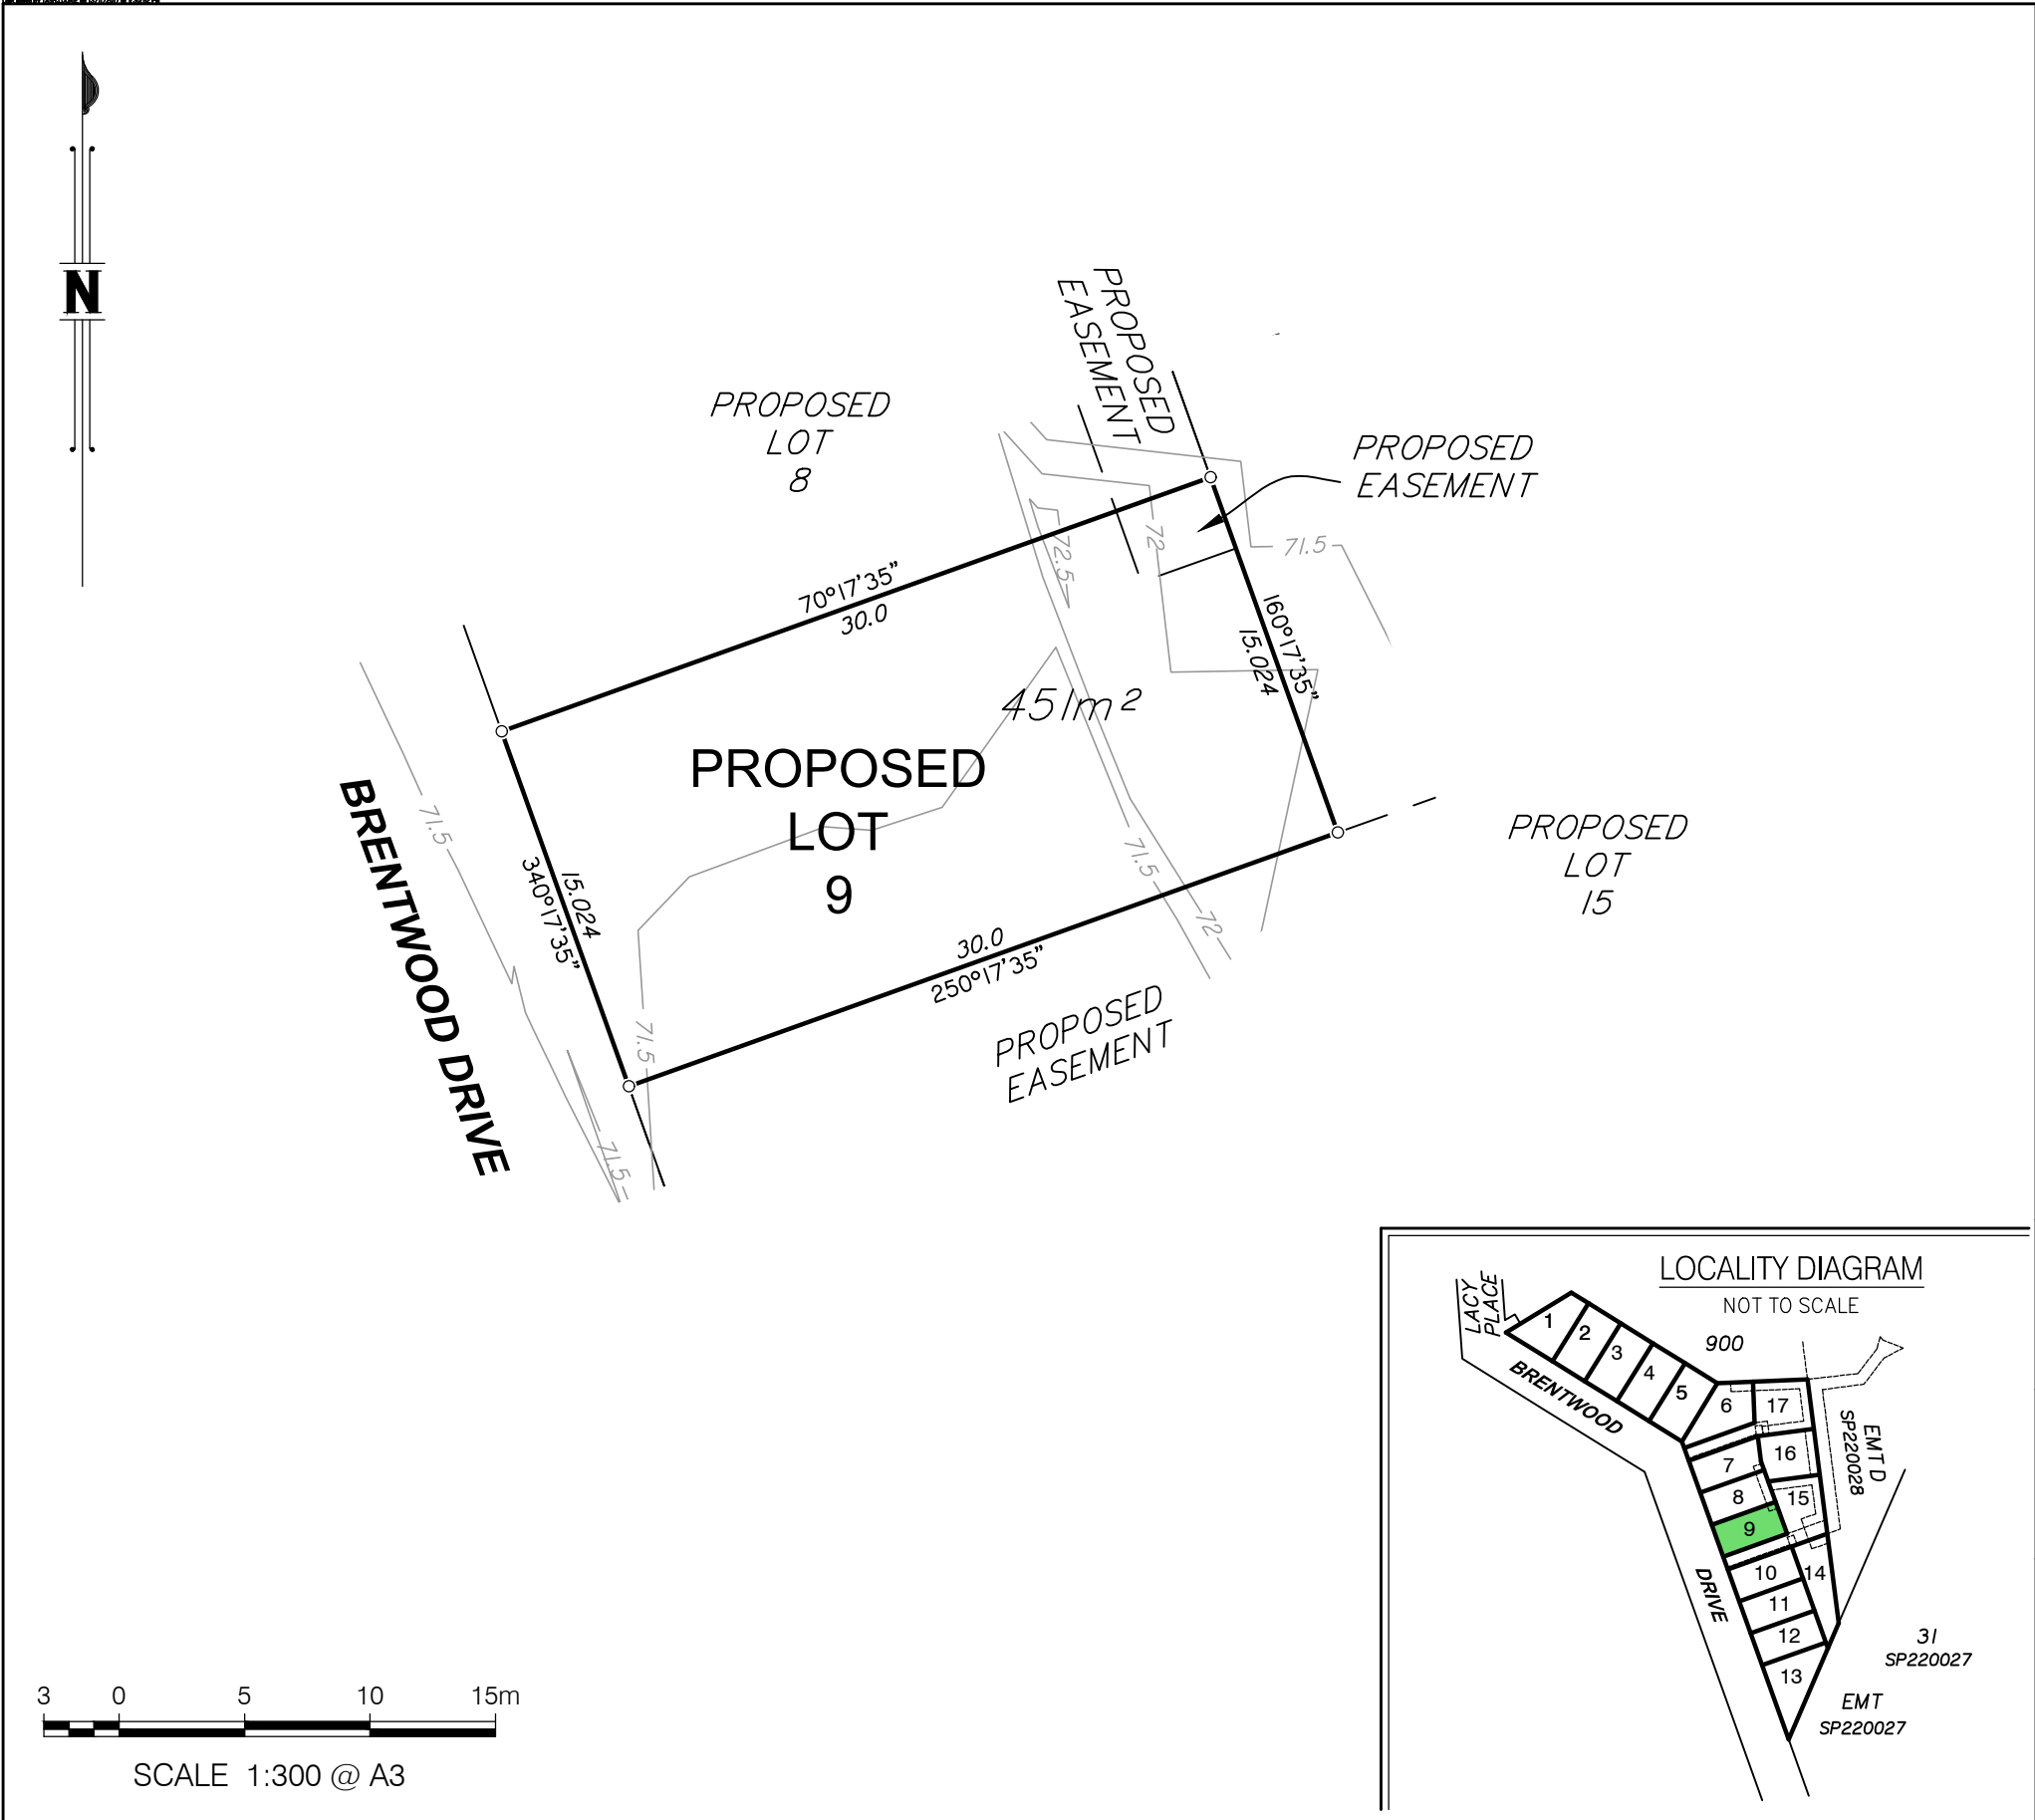 N
PROPOSED
EASEMENT
PROPOSED
LOT
8
PROPOSED
EASEMENT
72.5
72
71.5
70°17'35"
30.0
160°17'35"
15.024
451m²
PROPOSED
LOT
9
BRENTWOOD DRIVE
71.5
340°17'35"
15.024
71.5
72
PROPOSED
LOT
15
30.0
250°17'35"
PROPOSED
EASEMENT
71.5
71.5
LOCALITY DIAGRAM
NOT TO SCALE
LACY
PLACE
BRENTWOOD
DRIVE
900
1
2
3
4
5
6
17
7
16
8
15
9
10
14
11
12
13
EMT D
SP220028
31
SP220027
EMT
SP220027
3 0 5 10 15m
SCALE 1:300 @ A3